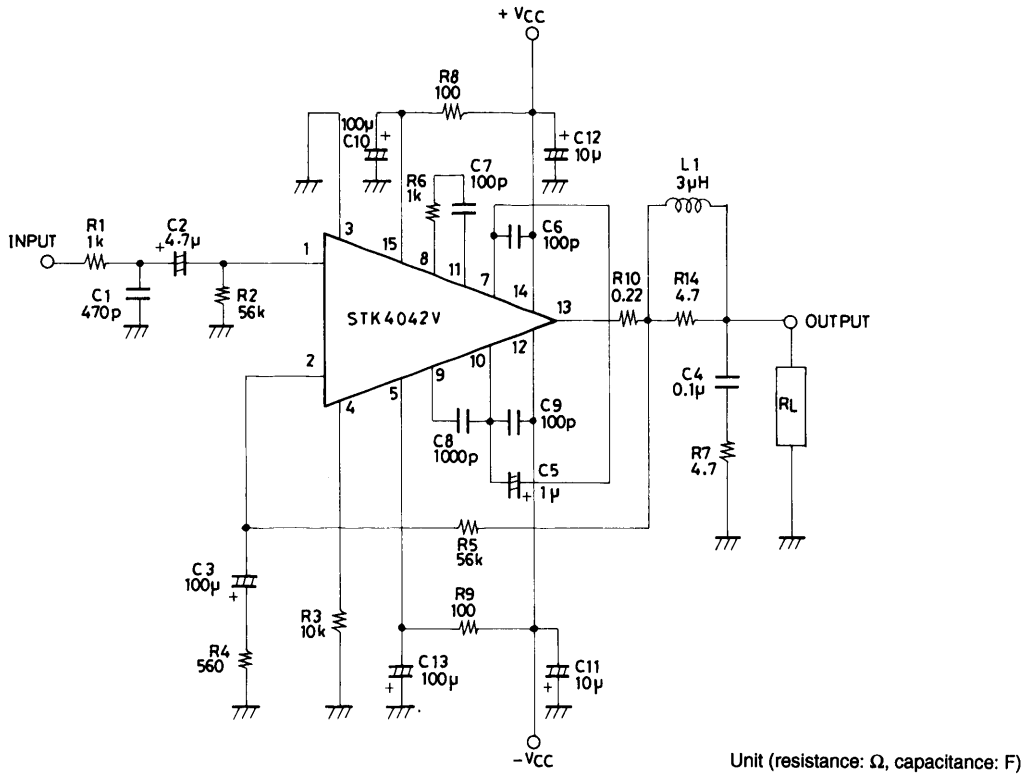 + VCC
R8
100
100μ
C10
+
+
C12
10μ
L1
3μH
R6
1k
C7
100p
C6
100p
INPUT
R1
1k
+
C2
4.7μ
C1
470p
R2
56k
1
3
15
8
11
7
14
13
STK4042V
R10
0.22
R14
4.7
OUTPUT
2
4
5
9
10
12
C8
1000p
C9
100p
C5
1μ
+
C4
0.1μ
R7
4.7
RL
R5
56k
C3
100μ
+
R4
560
R3
10k
R9
100
C13
100μ
+
C11
10μ
+
-VCC
Unit (resistance: Ω, capacitance: F)